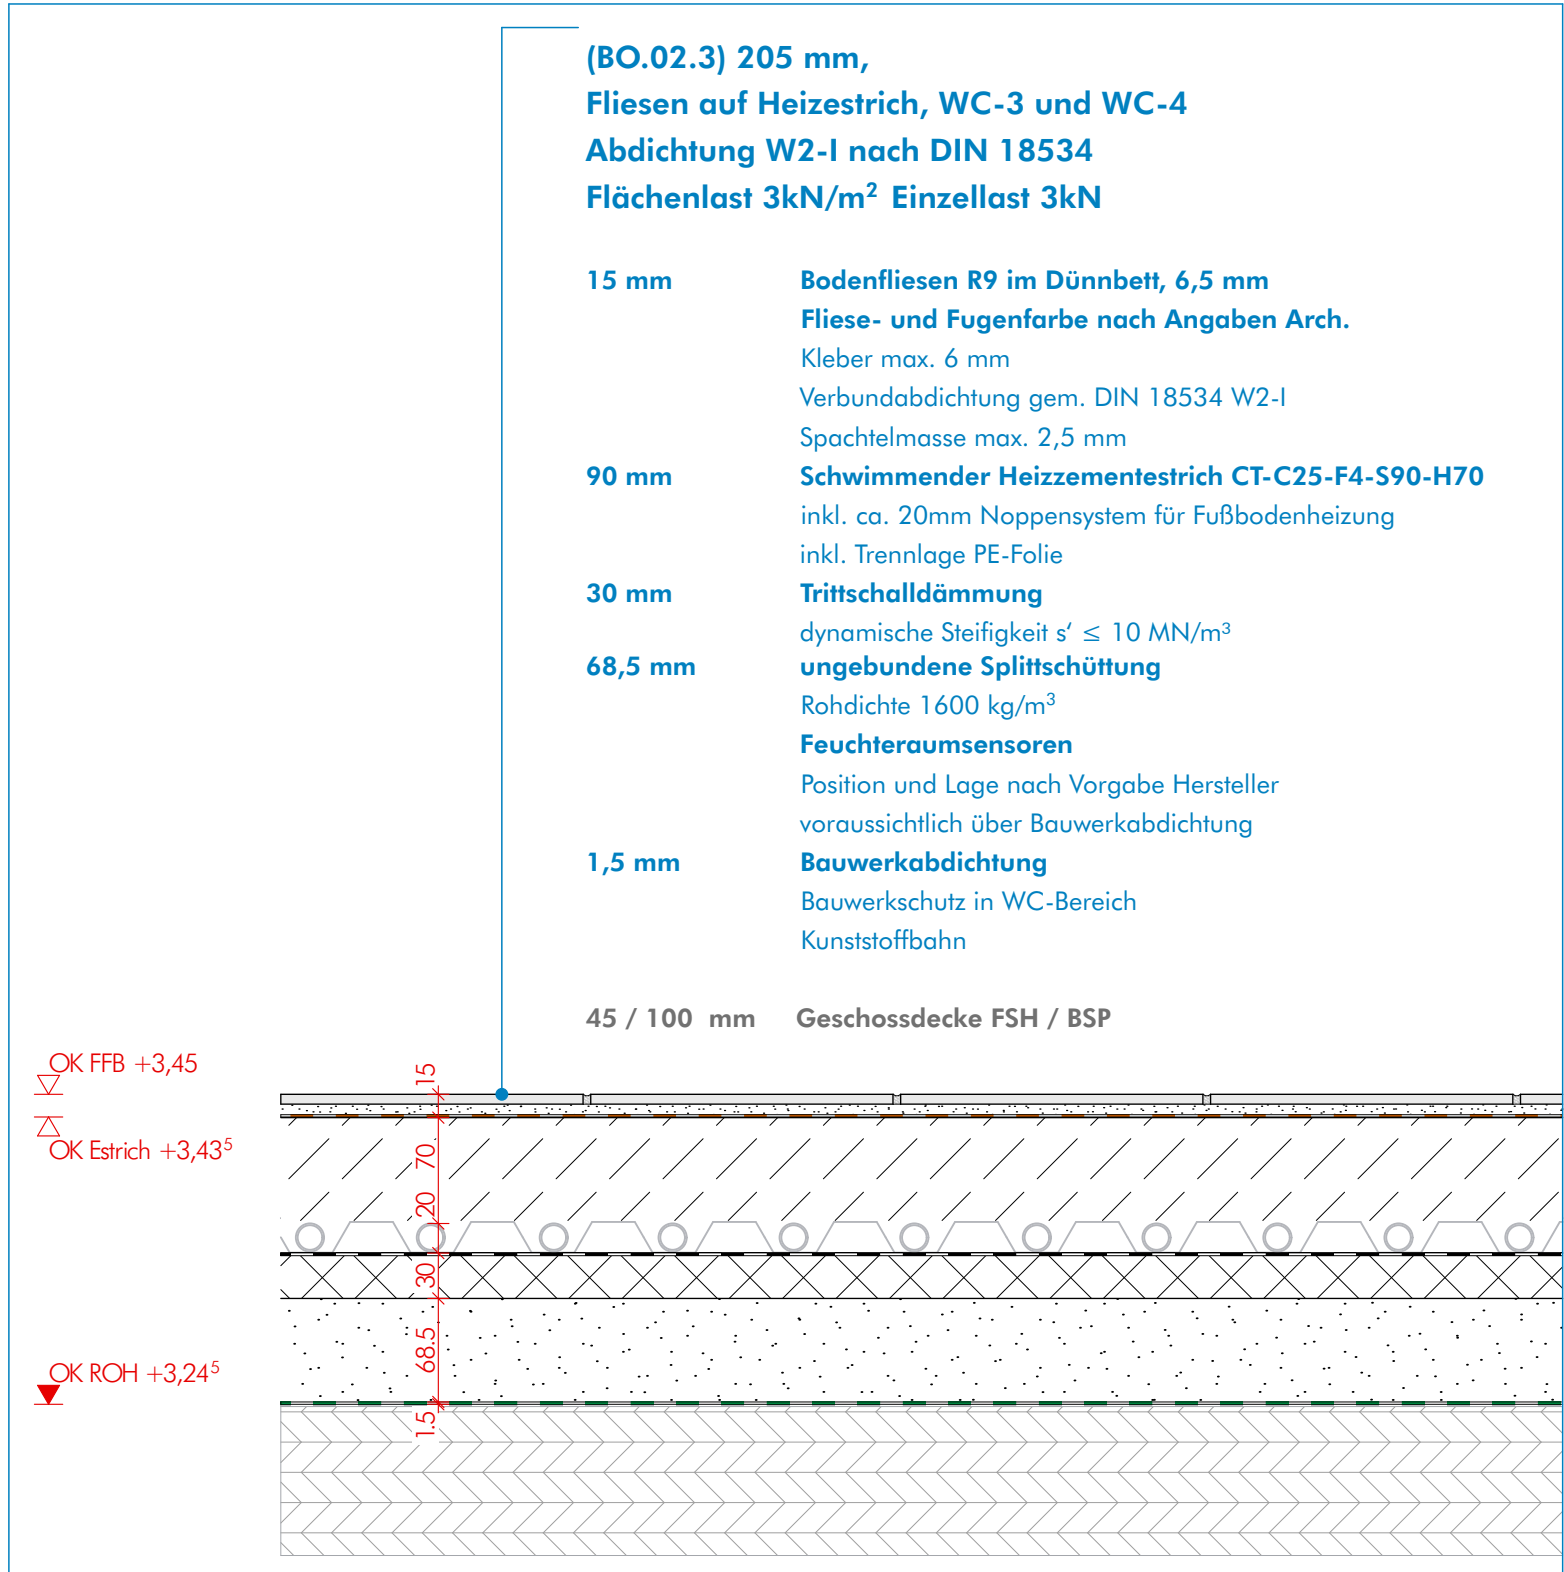 (BO.02.3) 205 mm,
Fliesen auf Heizestrich, WC-3 und WC-4
Abdichtung W2-I nach DIN 18534
Flächenlast 3kN/m² Einzellast 3kN
15 mm Bodenfliesen R9 im Dünnbett, 6,5 mm
Fliese- und Fugenfarbe nach Angaben Arch.
Kleber max. 6 mm
Verbundabdichtung gem. DIN 18534 W2-I
Spachtelmasse max. 2,5 mm
90 mm Schwimmender Heizzementestrich CT-C25-F4-S90-H70
inkl. ca. 20mm Noppensystem für Fußbodenheizung
inkl. Trennlage PE-Folie
30 mm Trittschalldämmung
dynamische Steifigkeit s‘ ≤ 10 MN/m³
68,5 mm ungebundene Splittschüttung
Rohdichte 1600 kg/m³
Feuchteraumsensoren
Position und Lage nach Vorgabe Hersteller
voraussichtlich über Bauwerkabdichtung
1,5 mm Bauwerkabdichtung
Bauwerkschutz in WC-Bereich
Kunststoffbahn
45 / 100 mm Geschossdecke FSH / BSP
OK FFB +3,45
OK Estrich +3,43⁵
OK ROH +3,24⁵
15
70
20
30
68.5
1.5